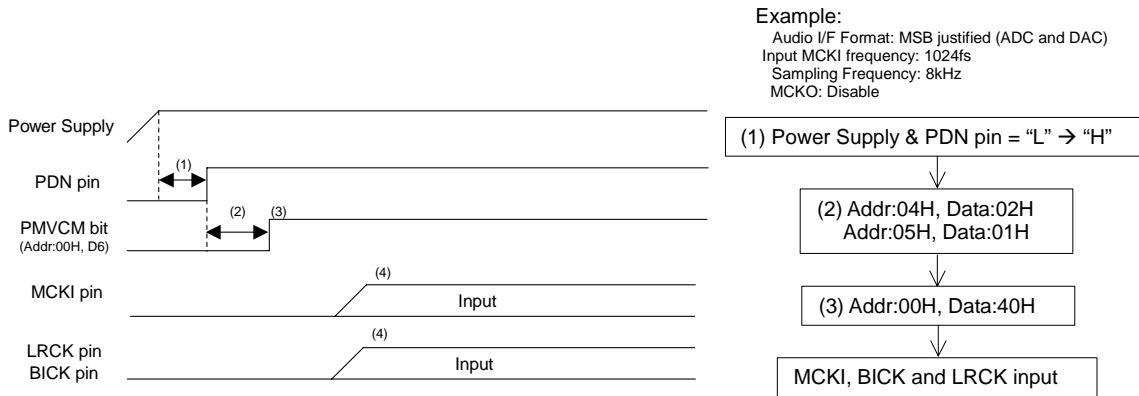 Example:
Audio I/F Format: MSB justified (ADC and DAC)
Input MCKI frequency: 1024fs
Sampling Frequency: 8kHz
MCKO: Disable
Power Supply
(1)
PDN pin
(2)
(3)
PMVCM bit
(Addr:00H, D6)
(4)
MCKI pin
Input
(4)
LRCK pin
BICK pin
Input
(1) Power Supply & PDN pin = “L” → “H”
(2) Addr:04H, Data:02H
Addr:05H, Data:01H
(3) Addr:00H, Data:40H
MCKI, BICK and LRCK input